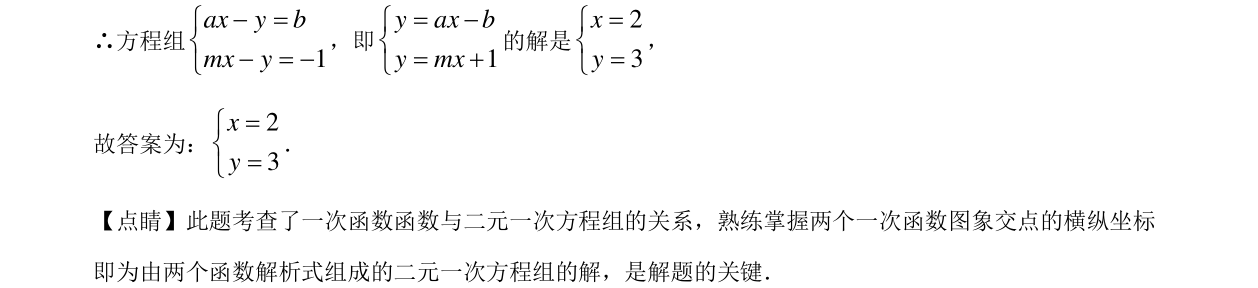 ∴方程组{ax－y＝b, mx－y＝－1，即{y＝ax－b, y＝mx＋1的解是{x＝2, y＝3，
故答案为：{x＝2, y＝3．
【点睛】此题考查了一次函数函数与二元一次方程组的关系，熟练掌握两个一次函数图象交点的横纵坐标
即为由两个函数解析式组成的二元一次方程组的解，是解题的关键．